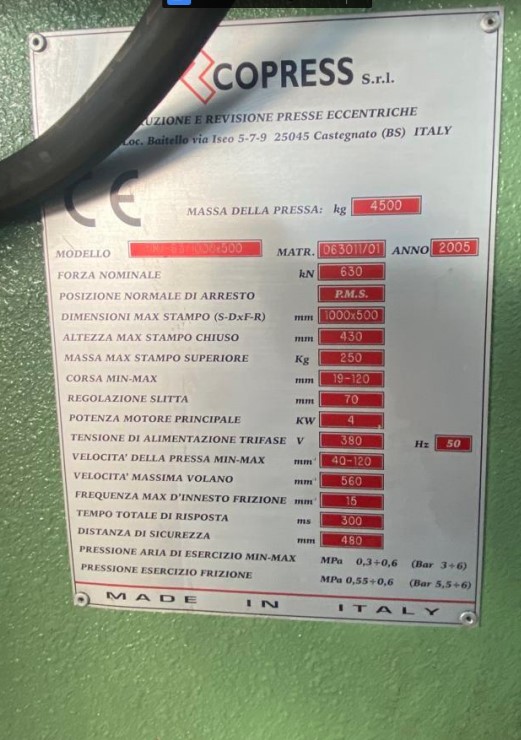 COPRESS S.r.l.
E REVISIONE PRESSE ECCENTRICHE
Loc. Baitello via Iseo 5-7-9 25045 Castegnato (BS) ITALY
CE
MASSA DELLA PRESSA: kg 4500
MODELLO MATR. 063011/01 ANNO 2005
FORZA NOMINALE kN 630
POSIZIONE NORMALE DI ARRESTO P.M.S.
DIMENSIONI MAX STAMPO (S-DxF-R) mm 1000x500
ALTEZZA MAX STAMPO CHIUSO mm 430
MASSA MAX STAMPO SUPERIORE Kg 250
CORSA MIN-MAX mm 19-120
REGOLAZIONE SLITTA mm 70
POTENZA MOTORE PRINCIPALE KW 4
TENSIONE DI ALIMENTAZIONE TRIFASE V 380 Hz 50
VELOCITA' DELLA PRESSA MIN-MAX mm' 40-120
VELOCITA' MASSIMA VOLANO mm' 560
FREQUENZA MAX D'INNESTO FRIZIONE mm' 15
TEMPO TOTALE DI RISPOSTA ms 300
DISTANZA DI SICUREZZA mm 480
PRESSIONE ARIA DI ESERCIZIO MIN-MAX MPa 0,3÷0,6 (Bar 3÷6)
PRESSIONE ESERCIZIO FRIZIONE MPa 0,55÷0,6 (Bar 5,5÷6)
MADE IN ITALY